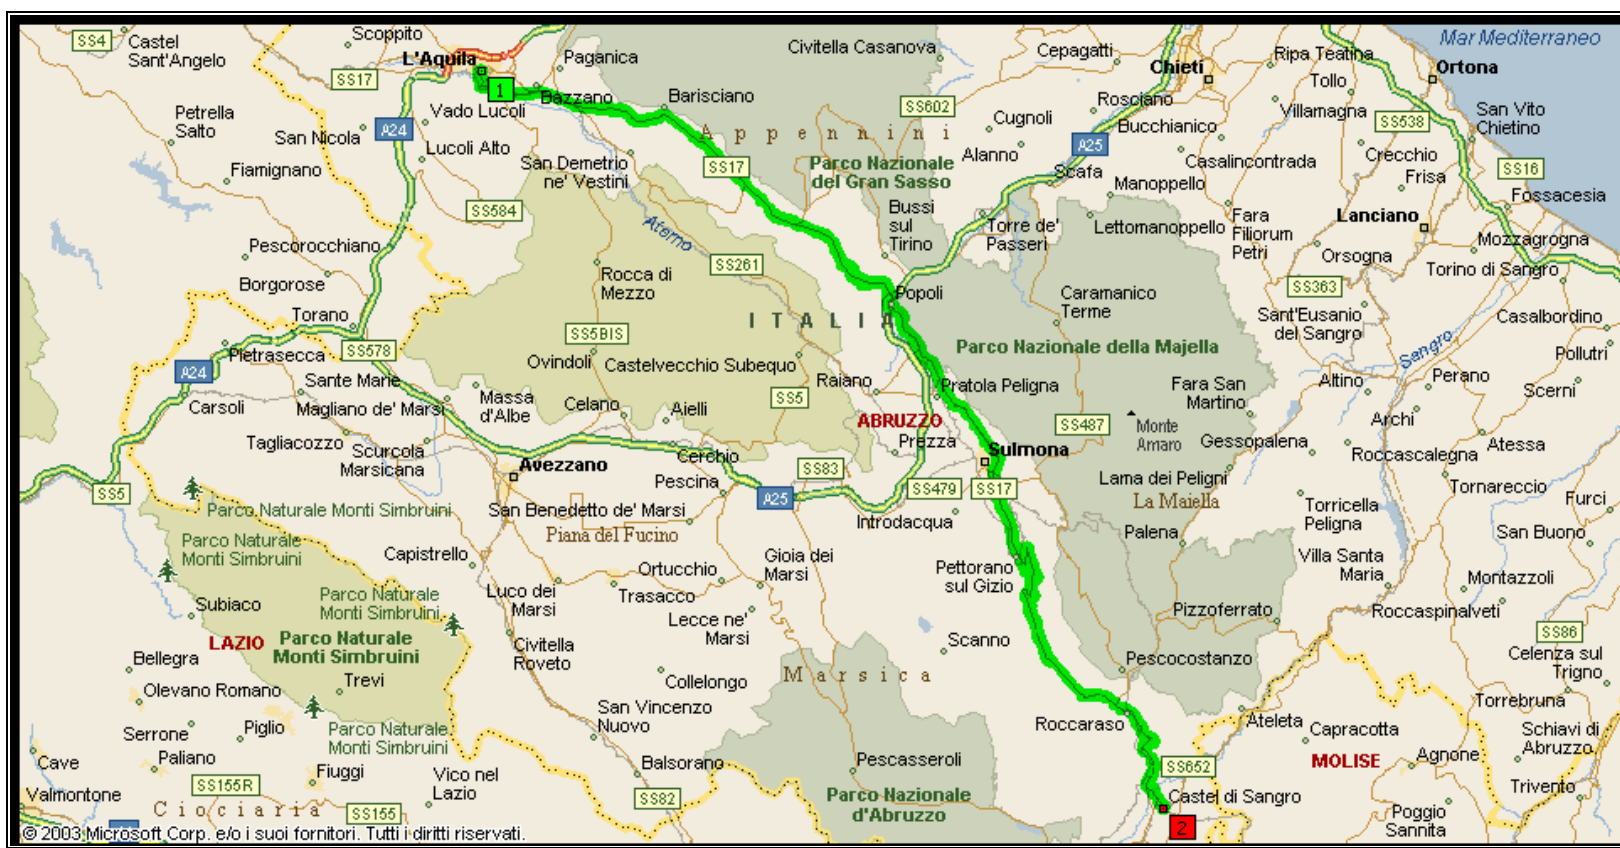 SS4
Castel
Sant'Angelo
Scoppito
L'Aquila
Paganica
Civitella Casanova
Cepagatti
Chieti
Ripa Teatina
Mar Mediterraneo
Ortona
Tollo
SS17
1
Bazzano
Barisciano
SS602
Rosciano
Villamagna
San Vito
Chietino
Petrella
Salto
San Nicola
A24
Vado Lucoli
Appennini
Cugnoli
Bucchianico
SS538
A25
Lucoli Alto
San Demetrio
ne' Vestini
SS17
Parco Nazionale
del Gran Sasso
Alanno
Scafa
Casalincontrada
Crecchio
Frisa
SS16
Fiamignano
Manoppello
Fossacesia
SS584
Aterno
Bussi
sul
Tirino
Torre de'
Passeri
Lettomanoppello
Fara
Filiorum
Petri
Lanciano
Pescorocchiano
Mozzagrogna
Orsogna
Torino di Sangro
Borgorose
Rocca di
Mezzo
SS261
SS363
Popoli
Caramanico
Terme
Torano
ITALIA
Sant'Eusanio
del Sangro
Casalbordino
SS5BIS
Pietrasecca
SS578
Parco Nazionale della Majella
Sangro
Pollutri
A24
Ovindoli
Castelvecchio Subequo
Sante Marie
Raiano
Pratola Peligna
Fara San
Martino
Altino
Perano
Scerni
Carsoli
Magliano de' Marsi
Massa
d'Albe
Celano
Aielli
SS5
ABRUZZO
SS487
Monte
Amaro
Archi
Tagliacozzo
Scurcola
Marsicana
Prezza
Sulmona
Gessopalena
Atessa
Roccascalegna
Avezzano
Cerchio
SS83
Lama dei Peligni
SS5
Pescina
A25
SS479
SS17
La Maiella
Tornareccio
Furci
Parco Naturale Monti Simbruini
San Benedetto de' Marsi
Introdacqua
Torricella
Peligna
Parco Naturale
Monti Simbruini
Piana del Fucino
Palena
San Buono
Capistrello
Gioia dei
Marsi
Pettorano
sul Gizio
Villa Santa
Maria
Ortucchio
Montazzoli
Luco dei
Marsi
Trasacco
Subiaco
Parco Naturale
Monti Simbruini
Lecce ne'
Marsi
Pizzoferrato
Roccaspinalveti
LAZIO
Parco Naturale
Monti Simbruini
Civitella
Roveto
Scanno
SS86
Bellegra
Pescocostanzo
Celenza sul
Trigno
Olevano Romano
Trevi
Collelongo
Marsica
Torrebruna
San Vincenzo
Nuovo
Roccaraso
Ateleta
Serrone
Piglio
Parco Naturale
Monti Simbruini
Capracotta
Schiavi di
Abruzzo
Cave
Paliano
Fiuggi
Vico nel
Lazio
Balsorano
Pescasseroli
SS652
MOLISE
Agnone
SS155R
Valmontone
SS82
Parco Nazionale
d'Abruzzo
Castel di Sangro
Trivento
Ciociaria
SS155
2
Poggio
Sannita
© 2003 Microsoft Corp. e/o i suoi fornitori. Tutti i diritti riservati.